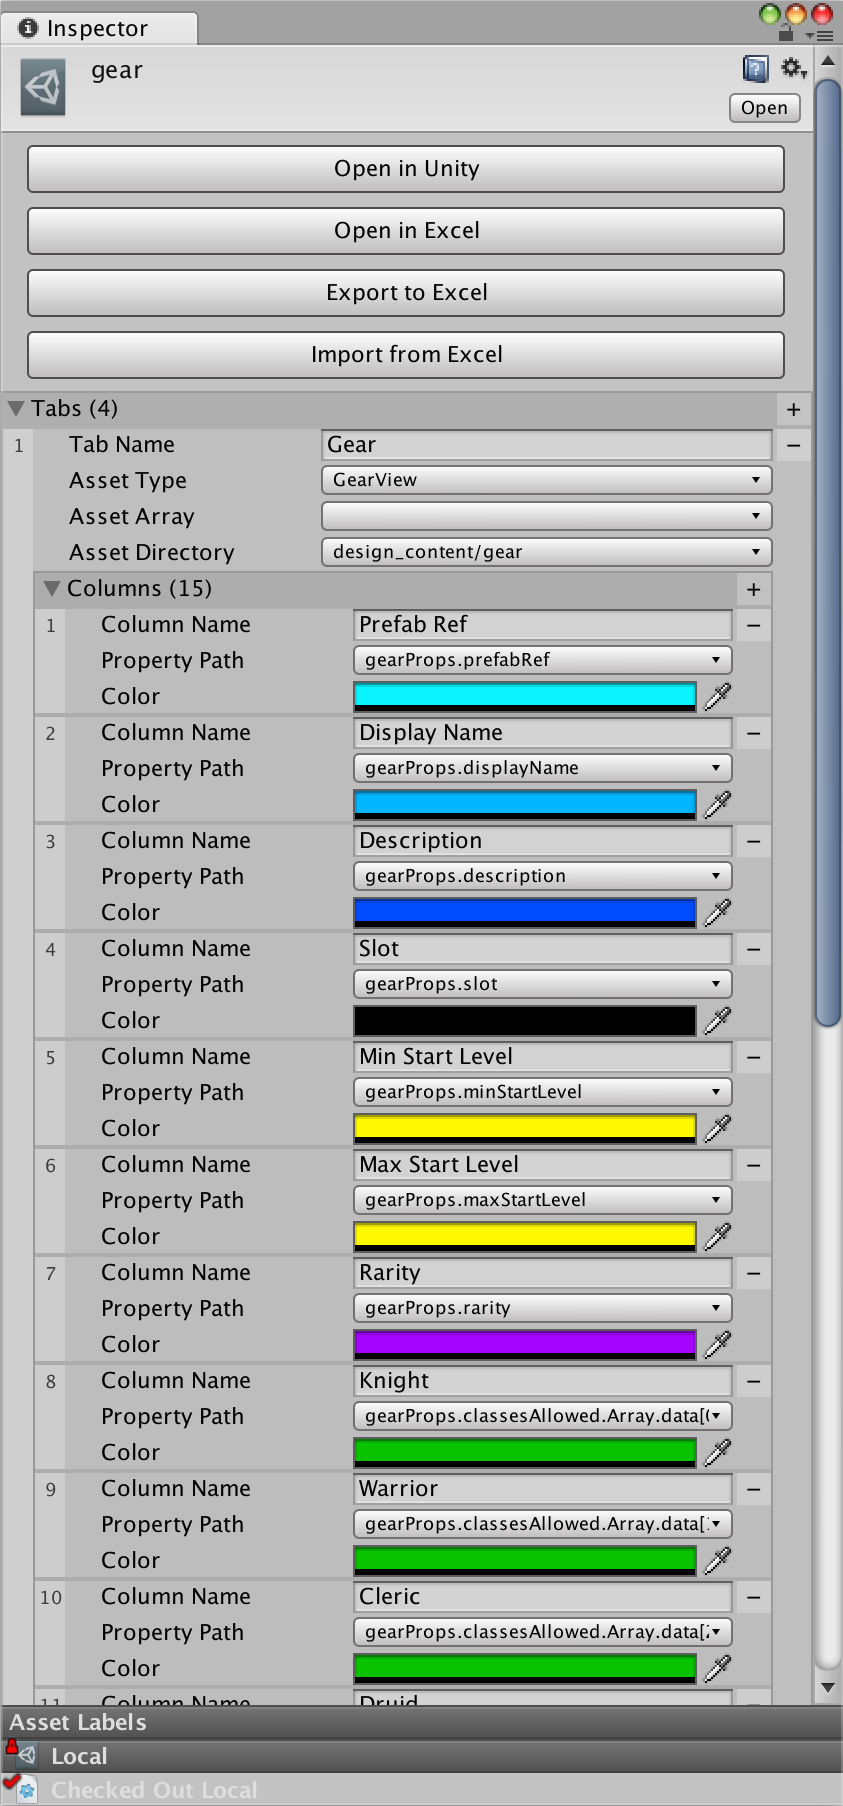 Inspector
gear
Open
Open in Unity
Open in Excel
Export to Excel
Import from Excel
Tabs (4) +
1 Tab Name Gear −
Asset Type GearView
Asset Array
Asset Directory design_content/gear
Columns (15) +
1 Column Name Prefab Ref −
Property Path gearProps.prefabRef
Color
2 Column Name Display Name −
Property Path gearProps.displayName
Color
3 Column Name Description −
Property Path gearProps.description
Color
4 Column Name Slot −
Property Path gearProps.slot
Color
5 Column Name Min Start Level −
Property Path gearProps.minStartLevel
Color
6 Column Name Max Start Level −
Property Path gearProps.maxStartLevel
Color
7 Column Name Rarity −
Property Path gearProps.rarity
Color
8 Column Name Knight −
Property Path gearProps.classesAllowed.Array.data[
Color
9 Column Name Warrior −
Property Path gearProps.classesAllowed.Array.data[
Color
10 Column Name Cleric −
Property Path gearProps.classesAllowed.Array.data[
Color
11 Column Name Druid −
Asset Labels
Local
Checked Out Local